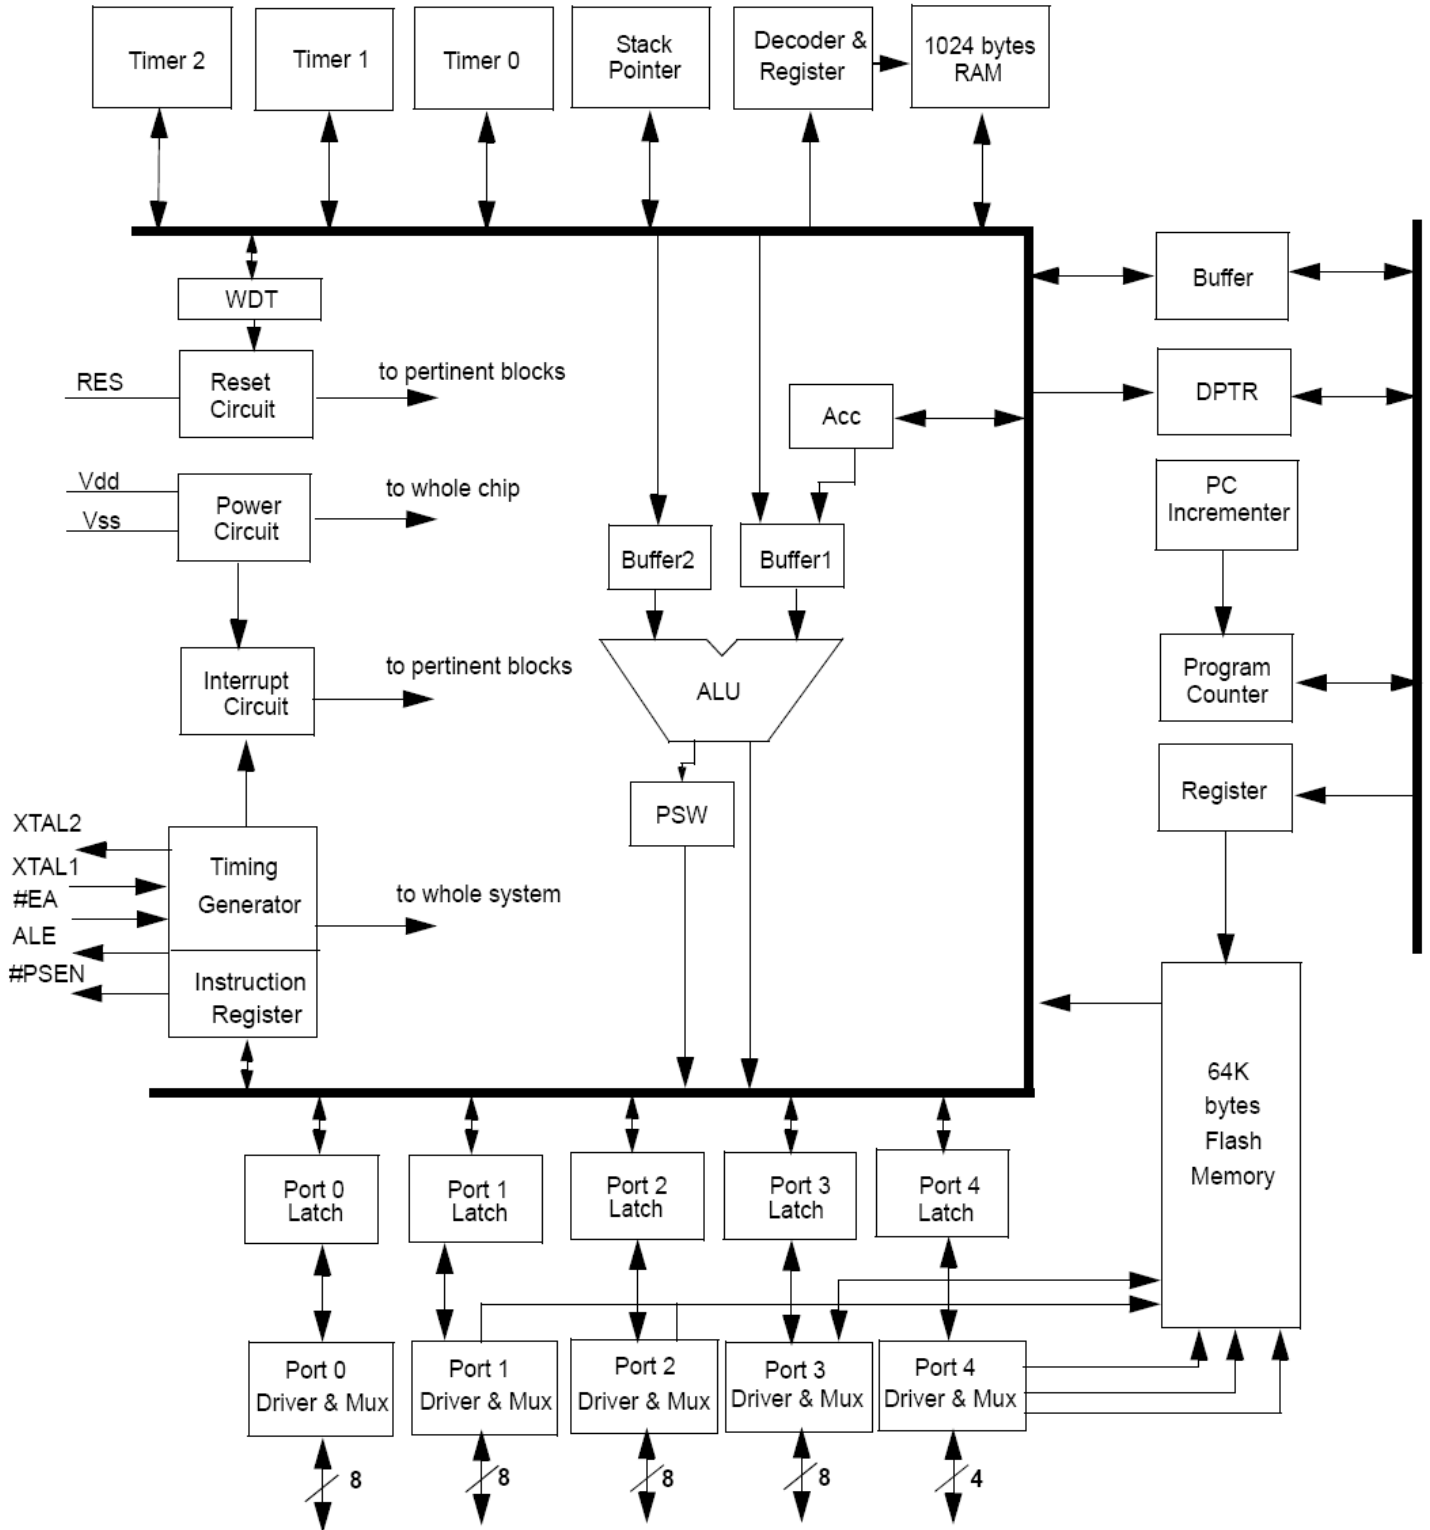 Timer 2
Timer 1
Timer 0
Stack
Pointer
Decoder &
Register
1024 bytes
RAM
WDT
Buffer
RES
Reset
Circuit
to pertinent blocks
DPTR
Acc
Vdd
Vss
Power
Circuit
to whole chip
PC
Incrementer
Buffer2
Buffer1
Interrupt
Circuit
to pertinent blocks
ALU
Program
Counter
Register
PSW
XTAL2
XTAL1
#EA
ALE
#PSEN
Timing
Generator
to whole system
Instruction
Register
64K
bytes
Flash
Memory
Port 0
Latch
Port 1
Latch
Port 2
Latch
Port 3
Latch
Port 4
Latch
Port 0
Driver & Mux
Port 1
Driver & Mux
Port 2
Driver & Mux
Port 3
Driver & Mux
Port 4
Driver & Mux
8
8
8
8
4